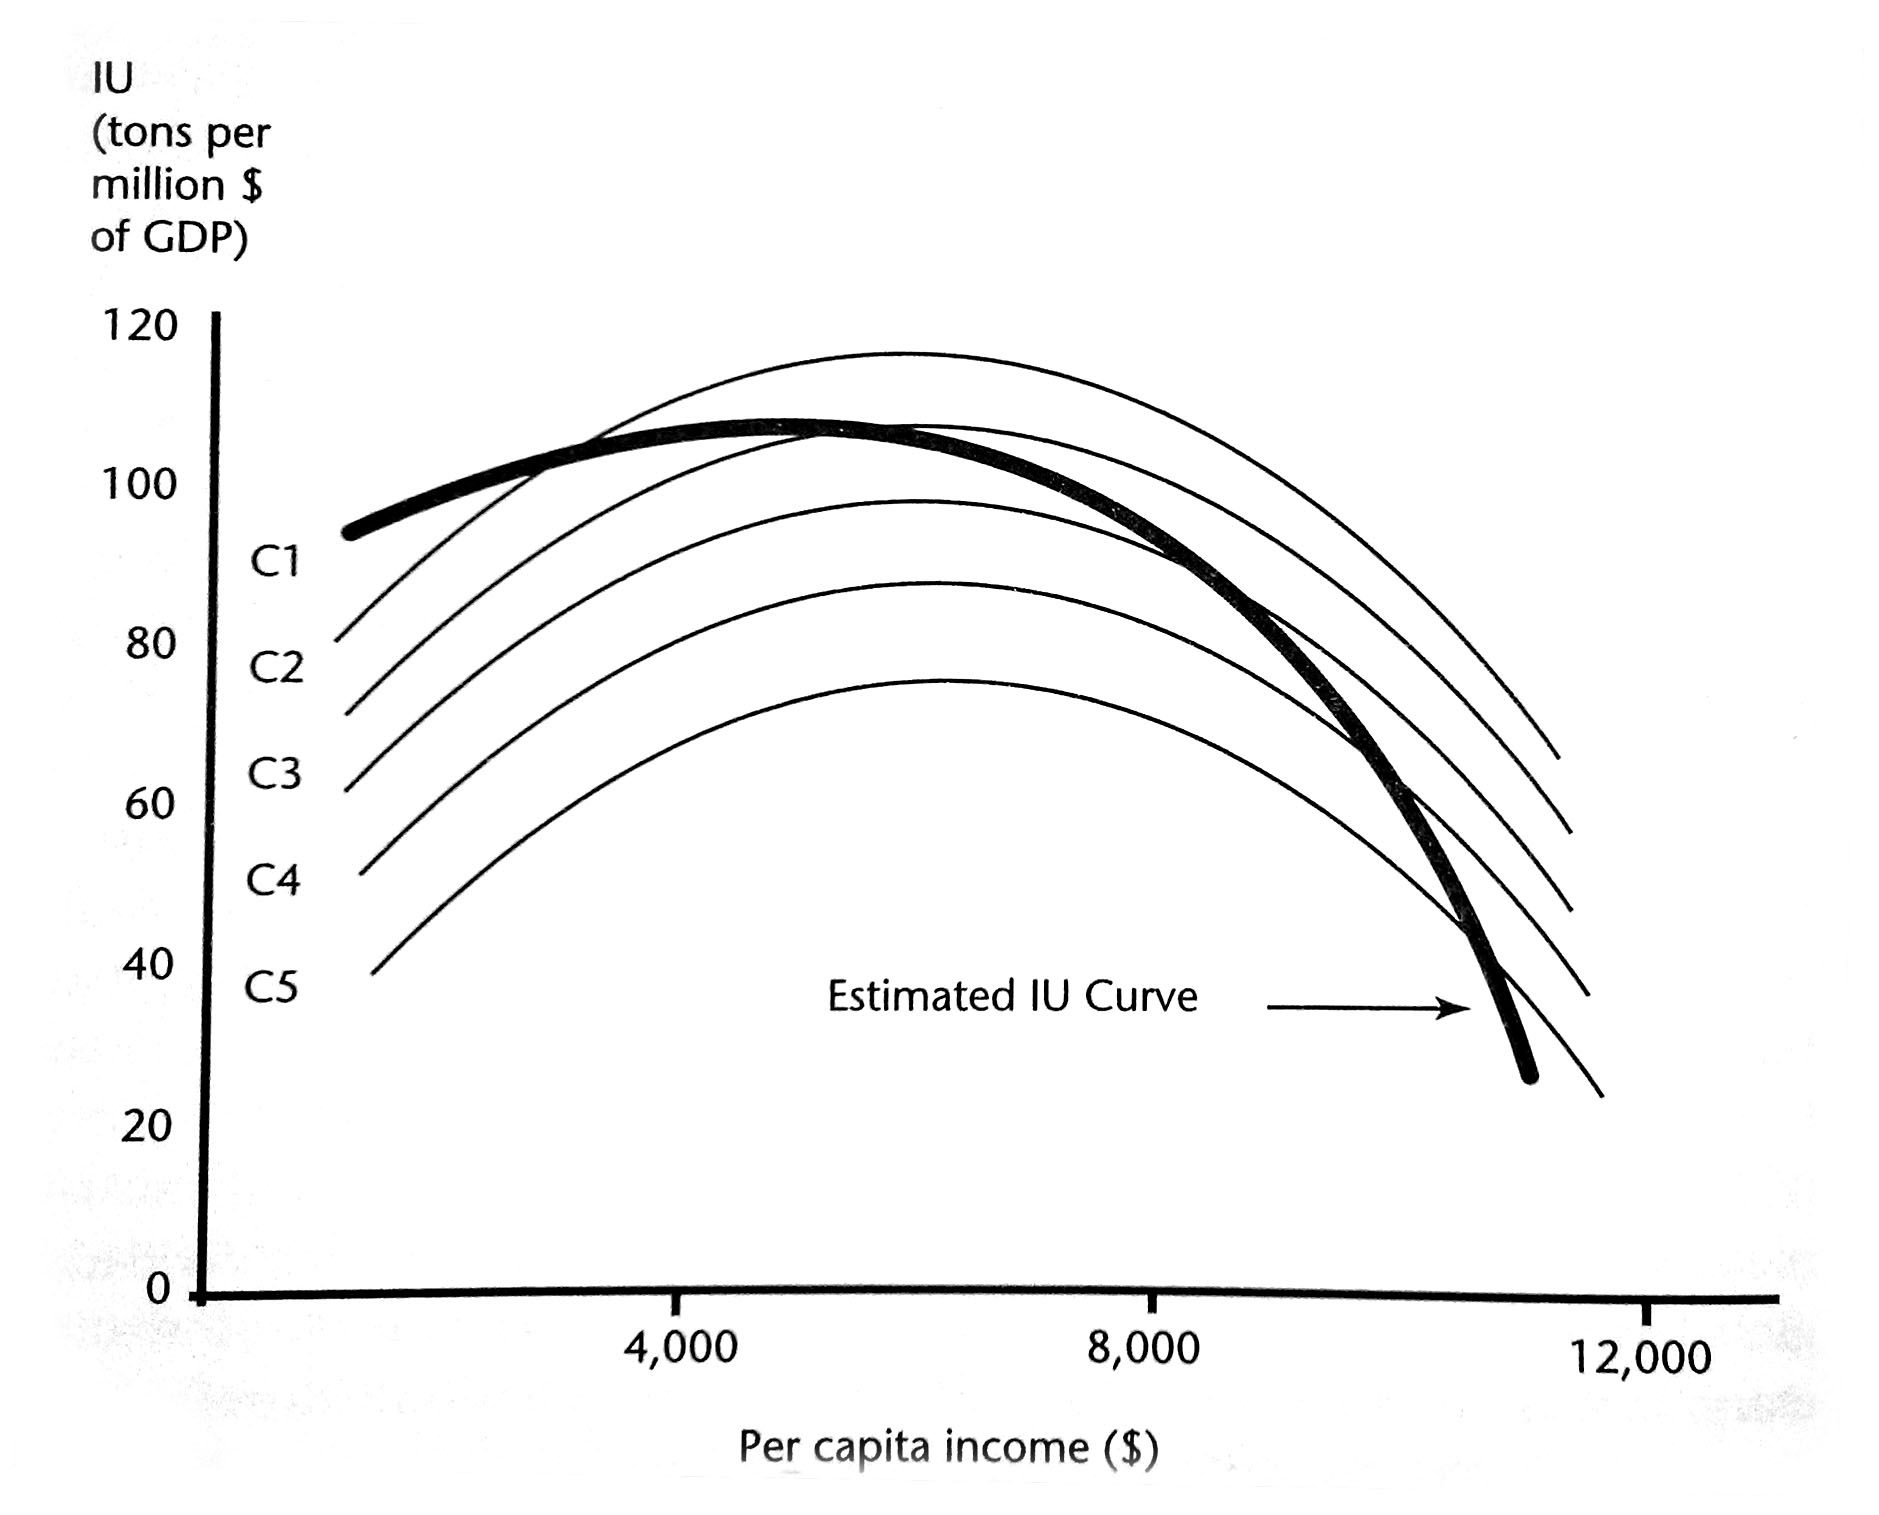 IU
(tons per
million $
of GDP)
120
100
C1
80
C2
C3
60
C4
40
C5
Estimated IU Curve
20
0
4,000
8,000
12,000
Per capita income ($)